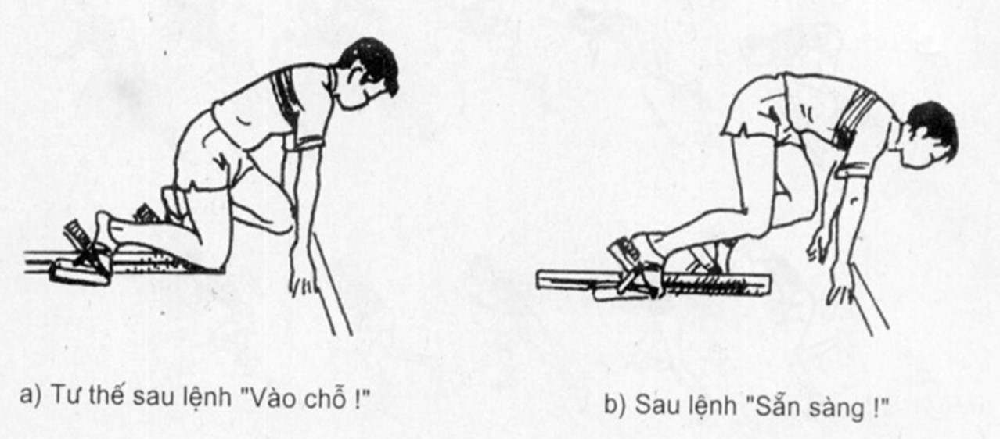 a) Tư thế sau lệnh "Vào chỗ !"
b) Sau lệnh "Sẵn sàng !"